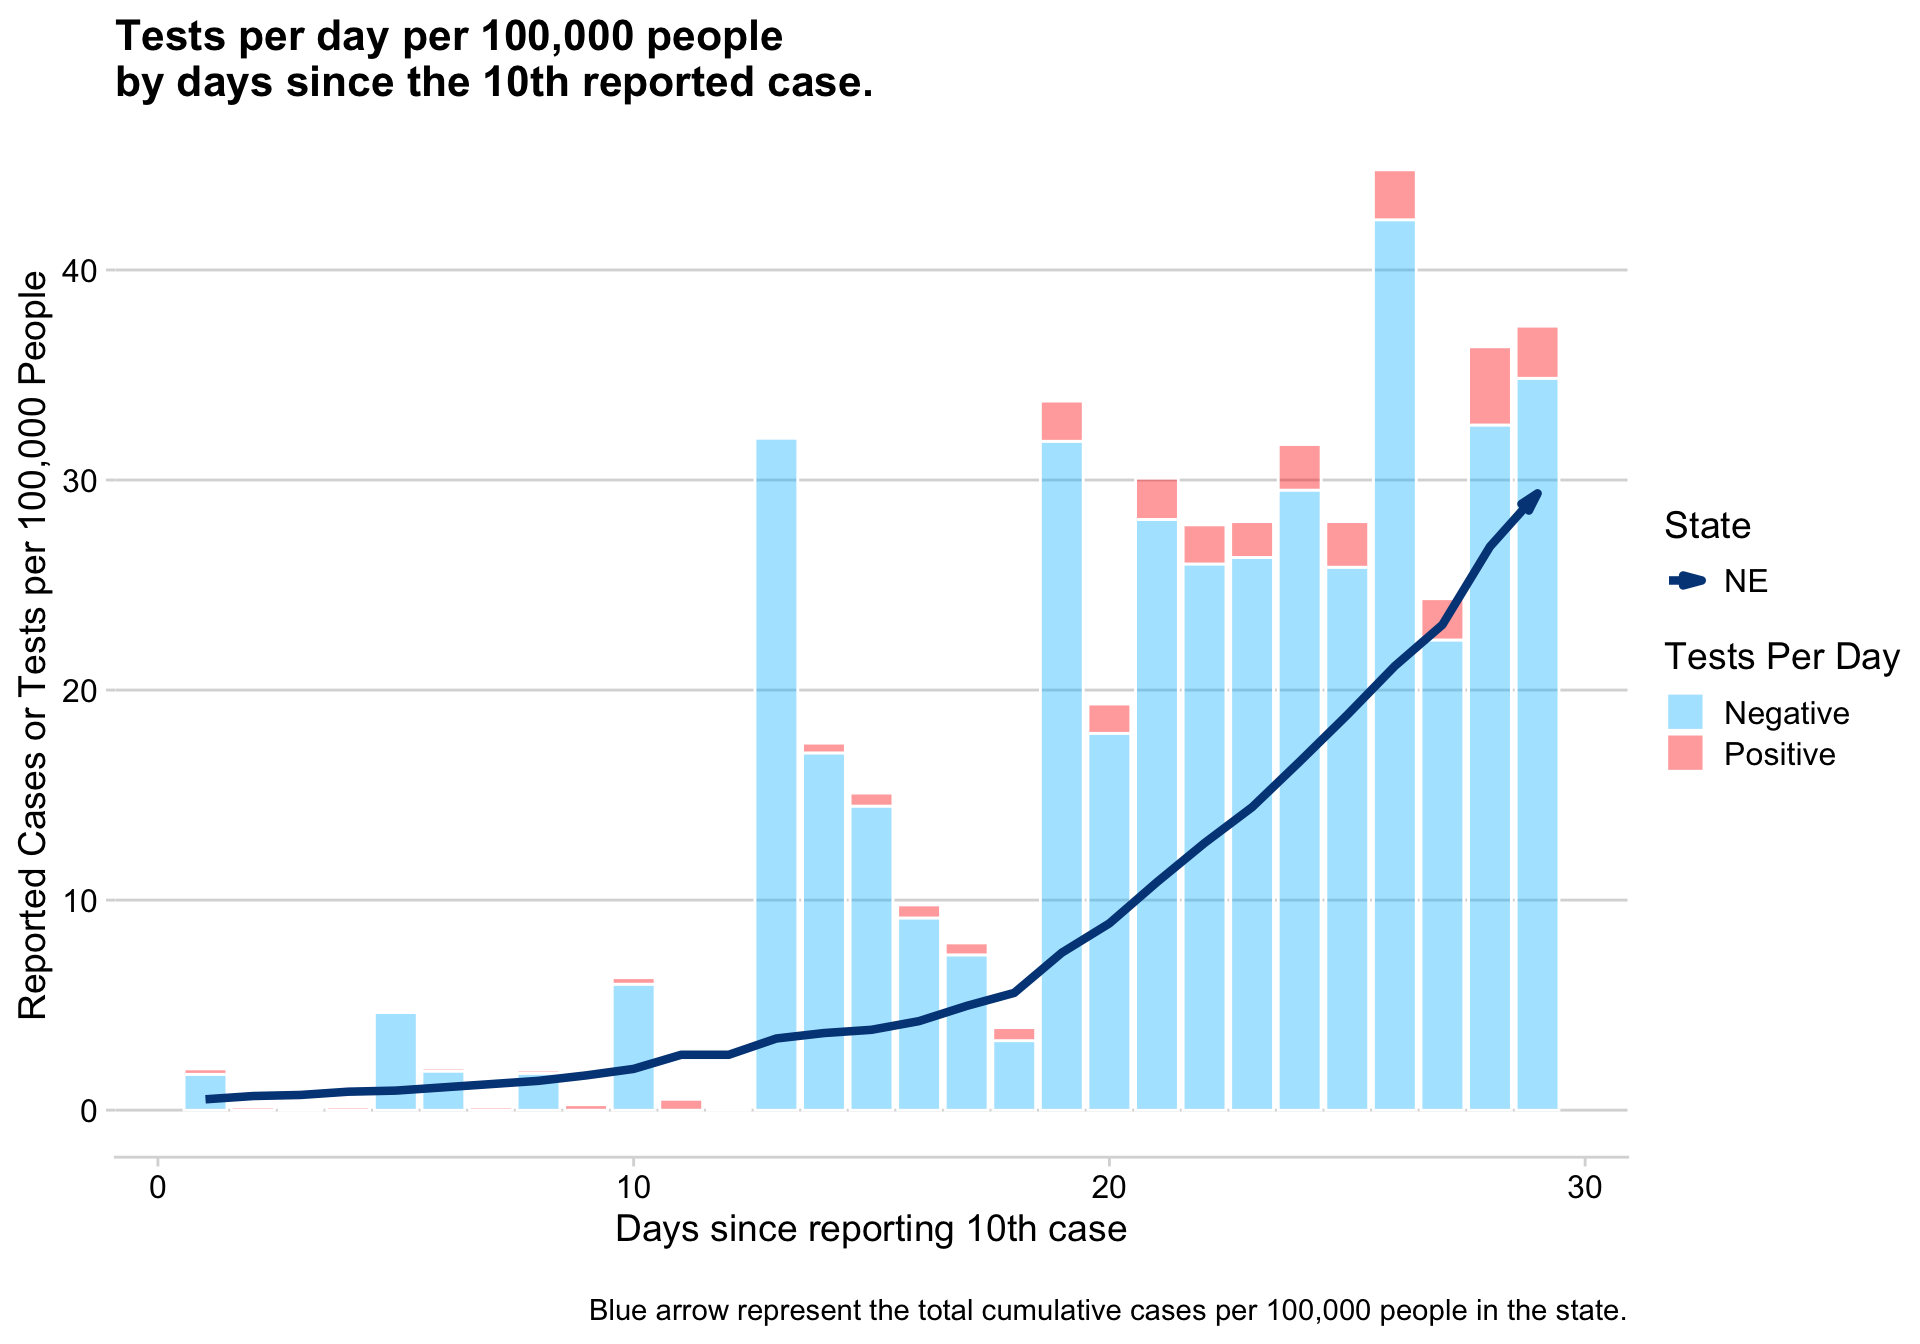 Tests per day per 100,000 people
by days since the 10th reported case.
Reported Cases or Tests per 100,000 People
40
30
20
10
0
0
10
20
30
Days since reporting 10th case
State
NE
Tests Per Day
Negative
Positive
Blue arrow represent the total cumulative cases per 100,000 people in the state.